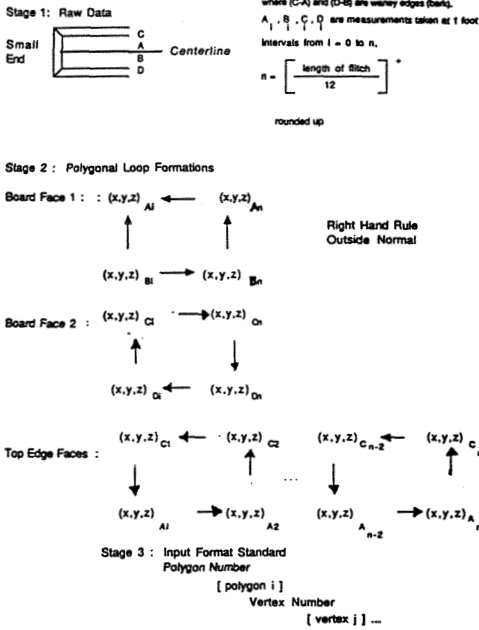 where (C-A) and (D-B) are waney edges (bark).
Stage 1: Raw Data
A i , B i , C i , D i are measurements taken at 1 foot
C
Small End
A
Centerline
intervals from i = 0 to n,
B
D
n = [ length of flitch / 12 ] +
rounded up
Stage 2 : Polygonal Loop Formations
Board Face 1 : : (x,y,z) Ai ← (x,y,z) An
Right Hand Rule
Outside Normal
(x,y,z) Bi → (x,y,z) Bn
Board Face 2 : (x,y,z) Ci → (x,y,z) Cn
(x,y,z) Di ← (x,y,z) Dn
(x,y,z) C1 ← (x,y,z) C2 (x,y,z) C n-2 ← (x,y,z) C
Top Edge Faces :
...
(x,y,z) Ai → (x,y,z) A2 (x,y,z) A n-2 → (x,y,z) A
Stage 3 : Input Format Standard
Polygon Number
[ polygon i ]
Vertex Number
[ vertex j ] ...